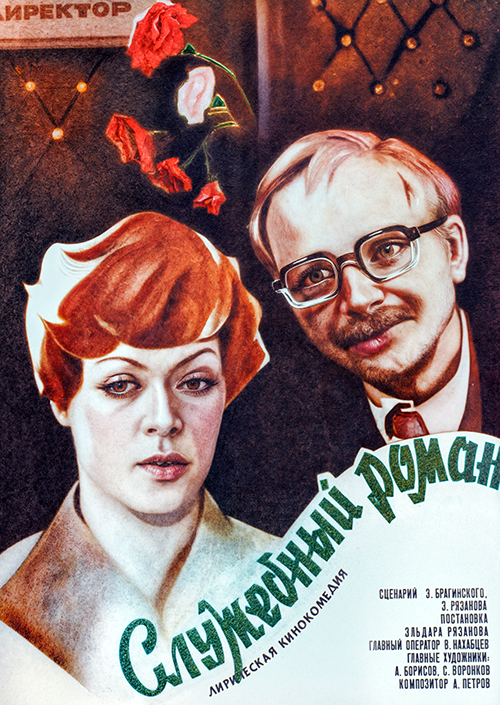 ИРЕКТОР
Служебный роман
ЛИРИЧЕСКАЯ КИНОКОМЕДИЯ
СЦЕНАРИЙ Э. БРАГИНСКОГО,
Э. РЯЗАНОВА
ПОСТАНОВКА
ЭЛЬДАРА РЯЗАНОВА
ГЛАВНЫЙ ОПЕРАТОР В. НАХАБЦЕВ
ГЛАВНЫЕ ХУДОЖНИКИ:
А. БОРИСОВ, С. ВОРОНКОВ
КОМПОЗИТОР А. ПЕТРОВ